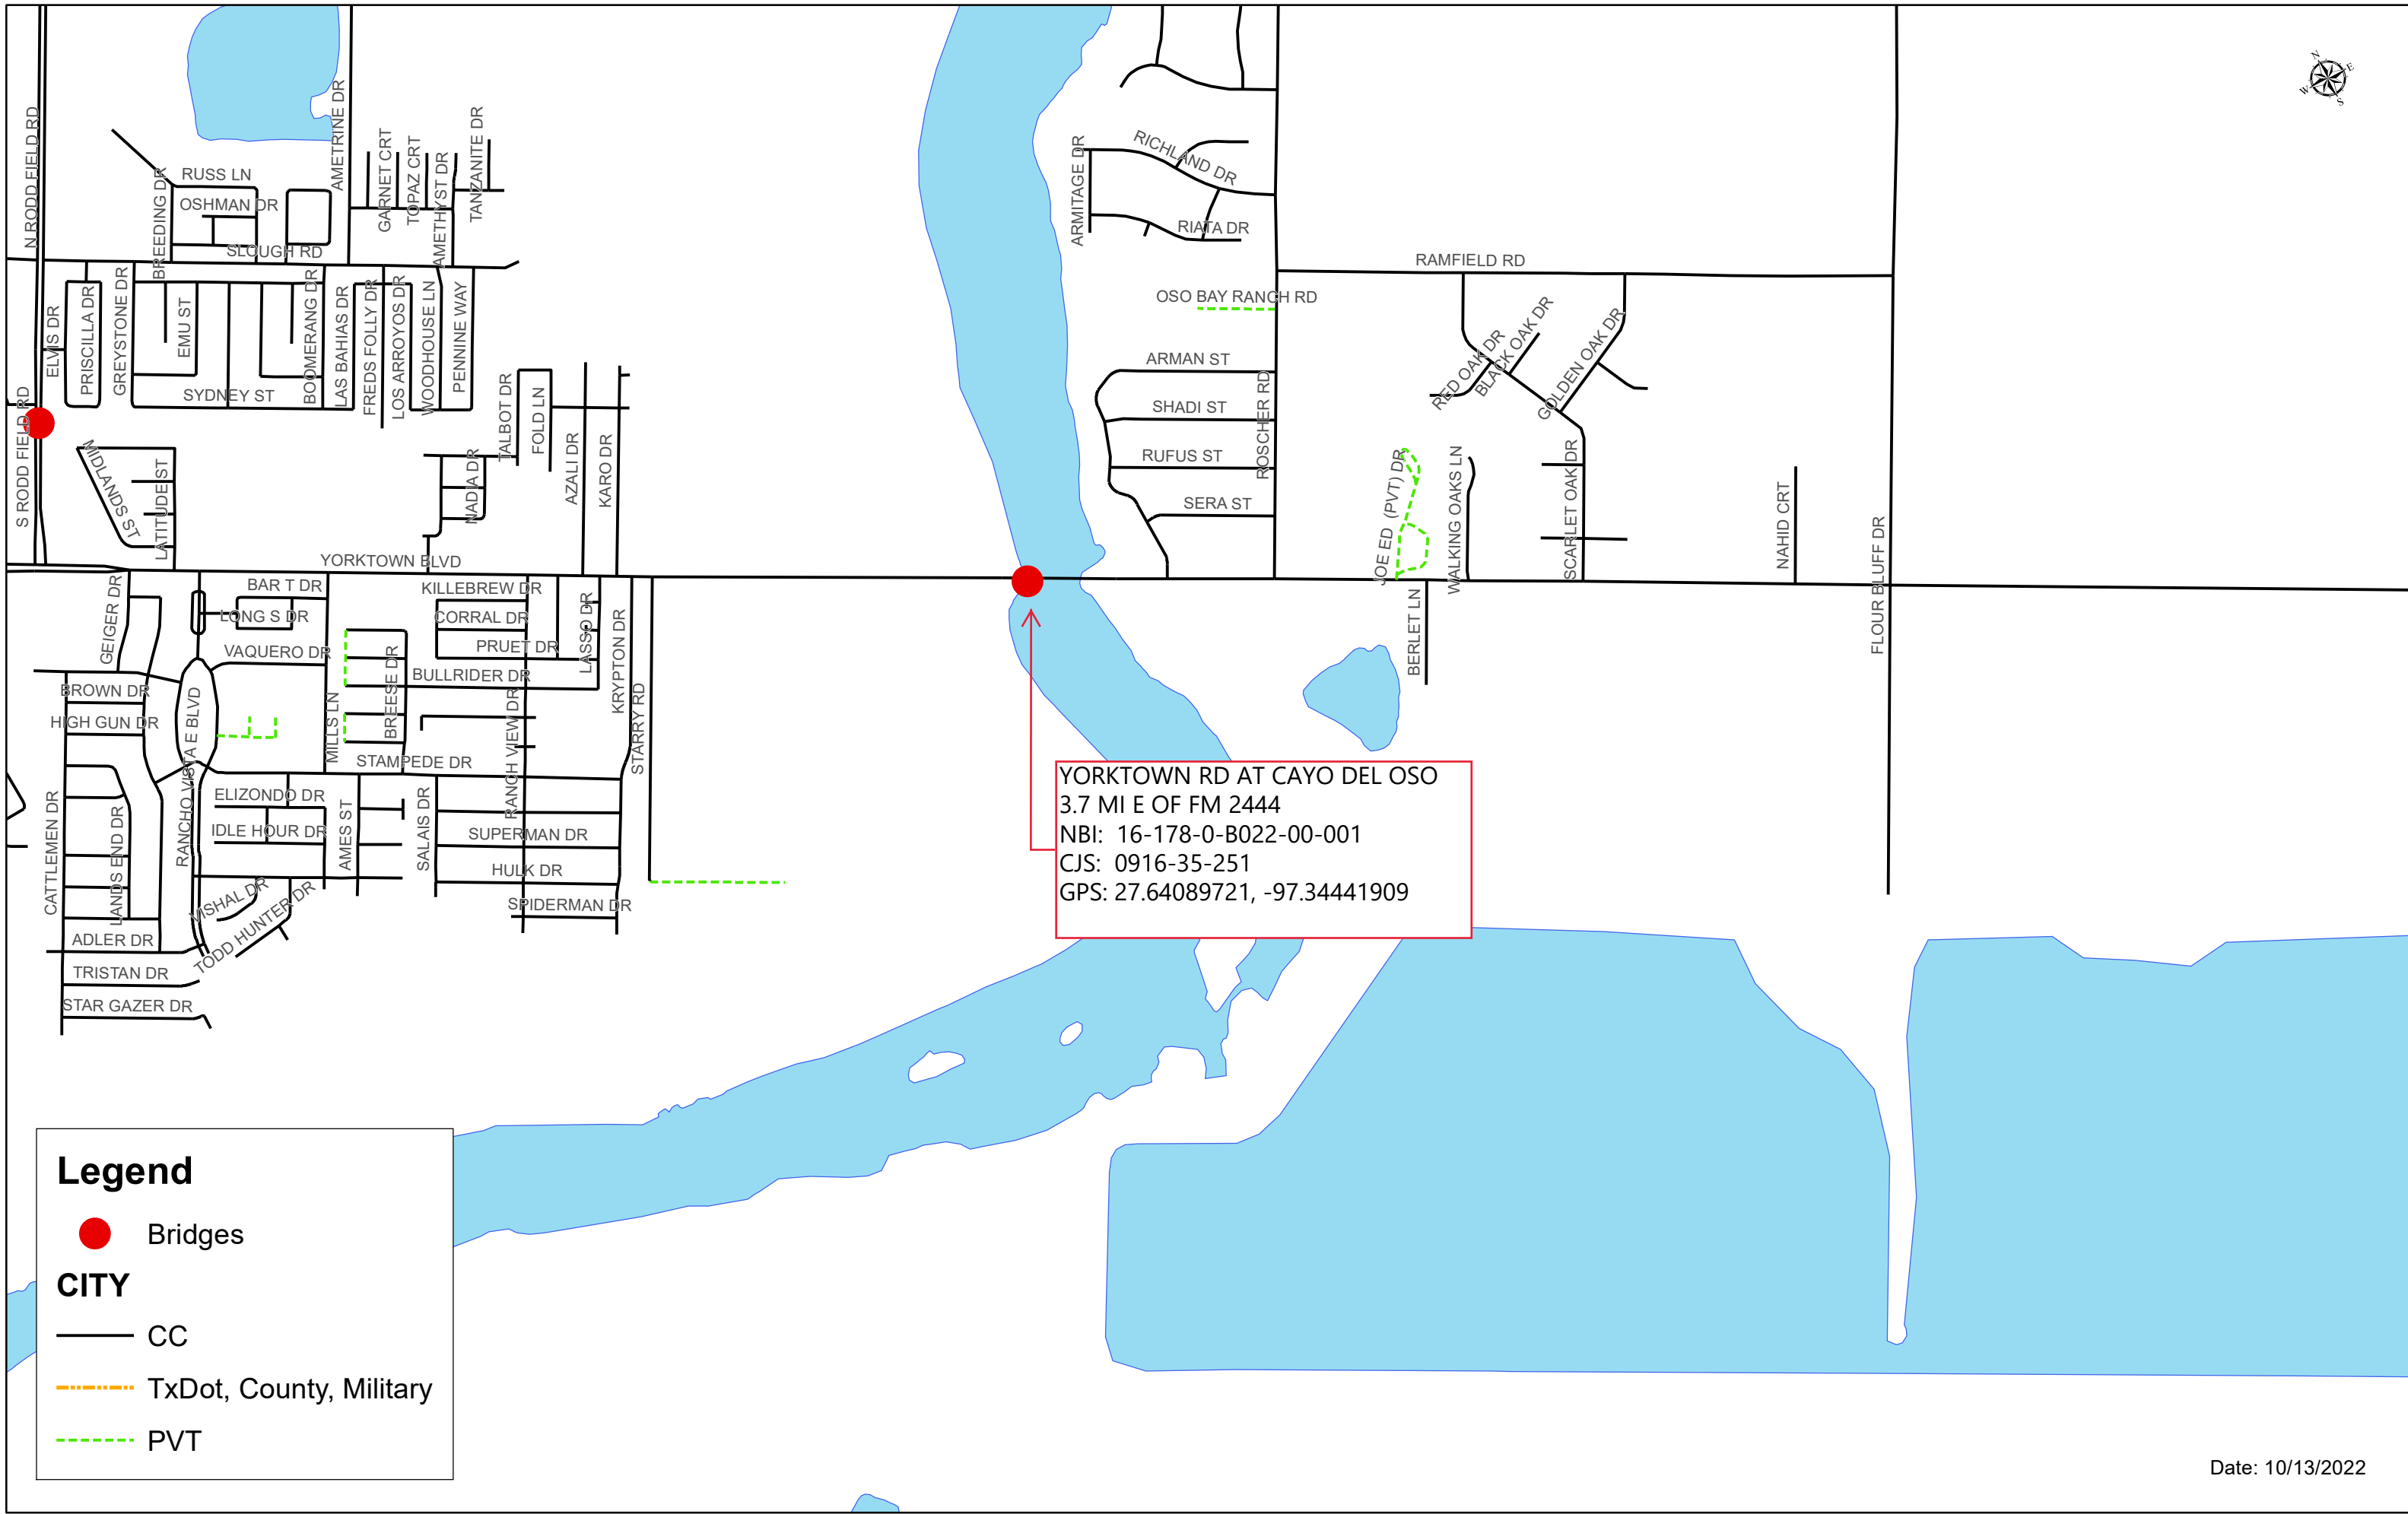 N
E
W
S
N RODD FIELD RD
AMETRINE DR
GARNET CRT
TOPAZ CRT
AMETHYST DR
TANZANITE DR
RUSS LN
BREEDING DR
OSHMAN DR
SLOUGH RD
ARMITAGE DR
RICHLAND DR
RIATA DR
RAMFIELD RD
OSO BAY RANCH RD
ELVIS DR
PRISCILLA DR
GREYSTONE DR
EMU ST
BOOMERANG DR
LAS BAHIAS DR
FREDS FOLLY DR
LOS ARROYOS DR
WOODHOUSE LN
PENNINE WAY
SYDNEY ST
S RODD FIELD RD
TALBOT DR
FOLD LN
AZALI DR
KARO DR
NADIA DR
MIDLANDS ST
LATITUDE ST
ARMAN ST
SHADI ST
RUFUS ST
SERA ST
ROSCHER RD
RED OAK DR
BLACK OAK DR
GOLDEN OAK DR
JOE ED (PVT) DR
WALKING OAKS LN
SCARLET OAK DR
NAHID CRT
FLOUR BLUFF DR
BERLET LN
YORKTOWN BLVD
GEIGER DR
BAR T DR
LONG S DR
VAQUERO DR
KILLEBREW DR
CORRAL DR
PRUET DR
BULLRIDER DR
LASSO DR
KRYPTON DR
STARRY RD
BROWN DR
HIGH GUN DR
RANCHO VISTA E BLVD
MILLS LN
BREESE DR
RANCH VIEW DR
STAMPEDE DR
CATTLEMEN DR
LANDS END DR
ELIZONDO DR
IDLE HOUR DR
AMES ST
SALAIS DR
SUPERMAN DR
HULK DR
SPIDERMAN DR
VISHAL DR
TODD HUNTER DR
ADLER DR
TRISTAN DR
STAR GAZER DR
YORKTOWN RD AT CAYO DEL OSO
3.7 MI E OF FM 2444
NBI: 16-178-0-B022-00-001
CJS: 0916-35-251
GPS: 27.64089721, -97.34441909
Legend
Bridges
CITY
CC
TxDot, County, Military
PVT
Date: 10/13/2022